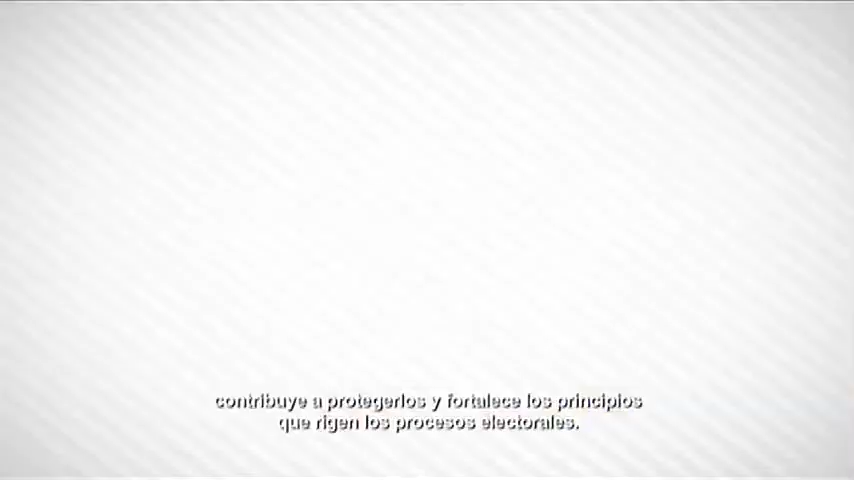 contribuye a protegerlos y fortalece los principios
que rigen los procesos electorales.